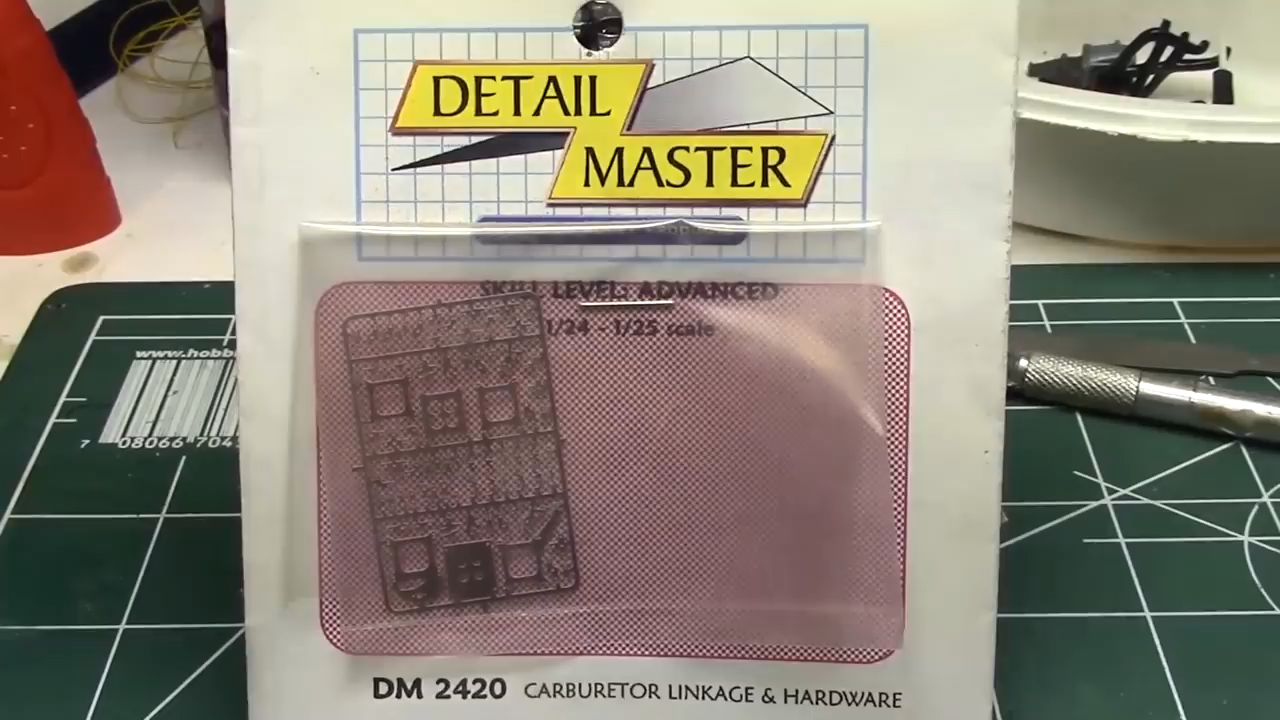 DETAIL
MASTER
SKILL LEVEL: ADVANCED
1/24 - 1/25 scale
www.hobb
7 08066 704
DM 2420 CARBURETOR LINKAGE & HARDWARE